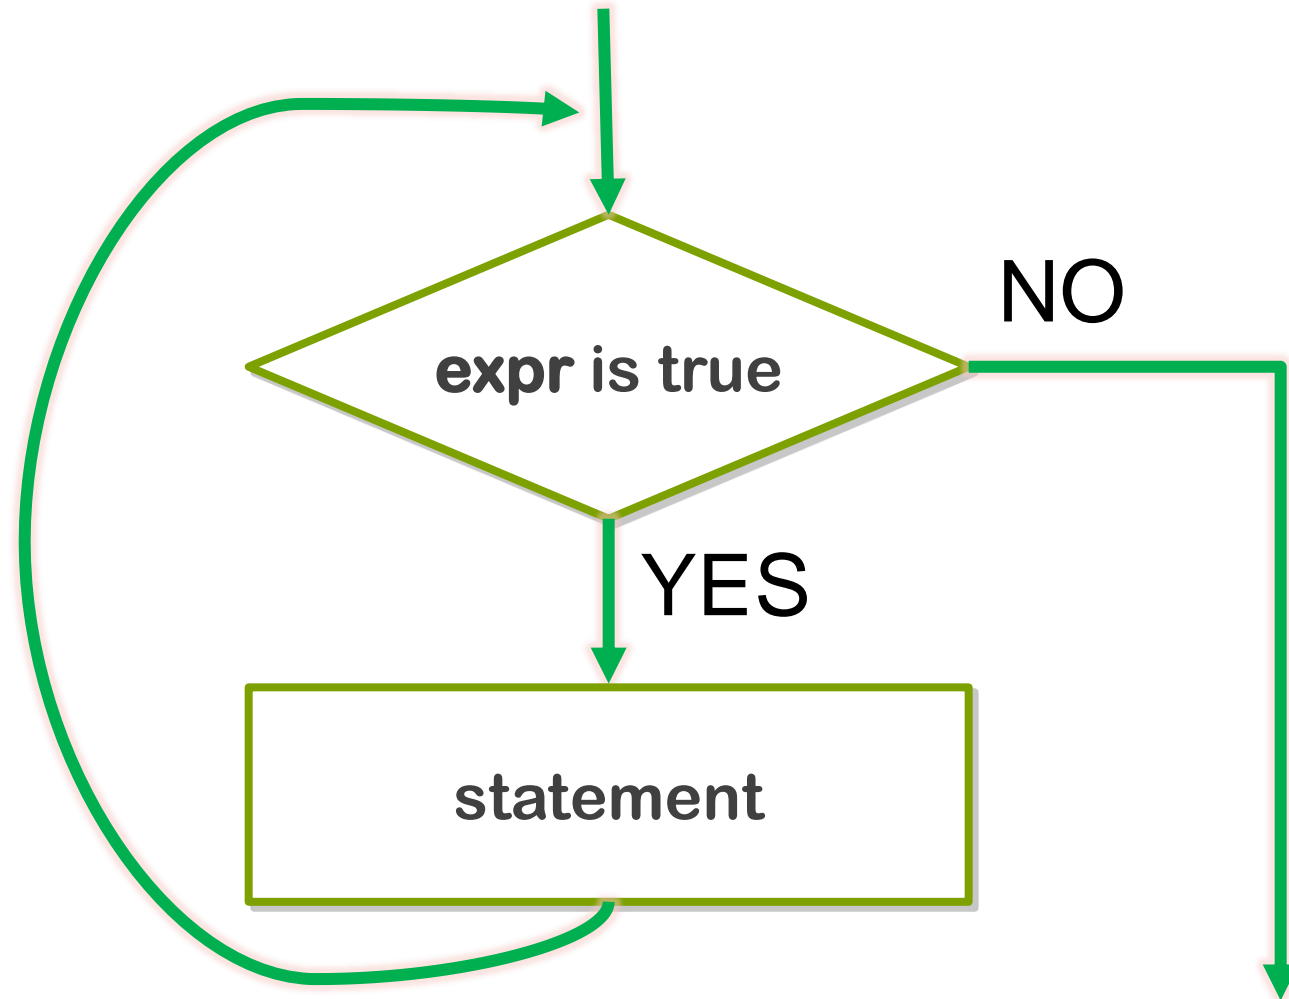 NO
expr is true
YES
statement